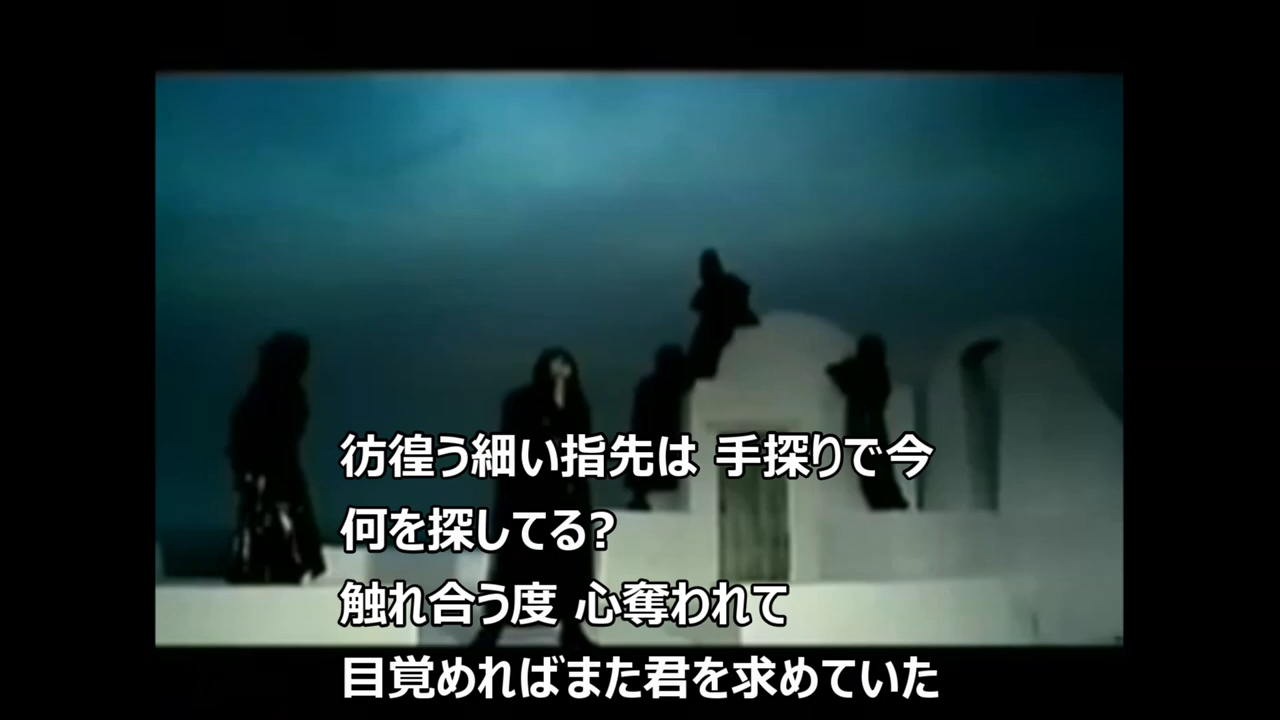 彷徨う細い指先は 手探りで今
何を探してる?
触れ合う度 心奪われて
目覚めればまた君を求めていた